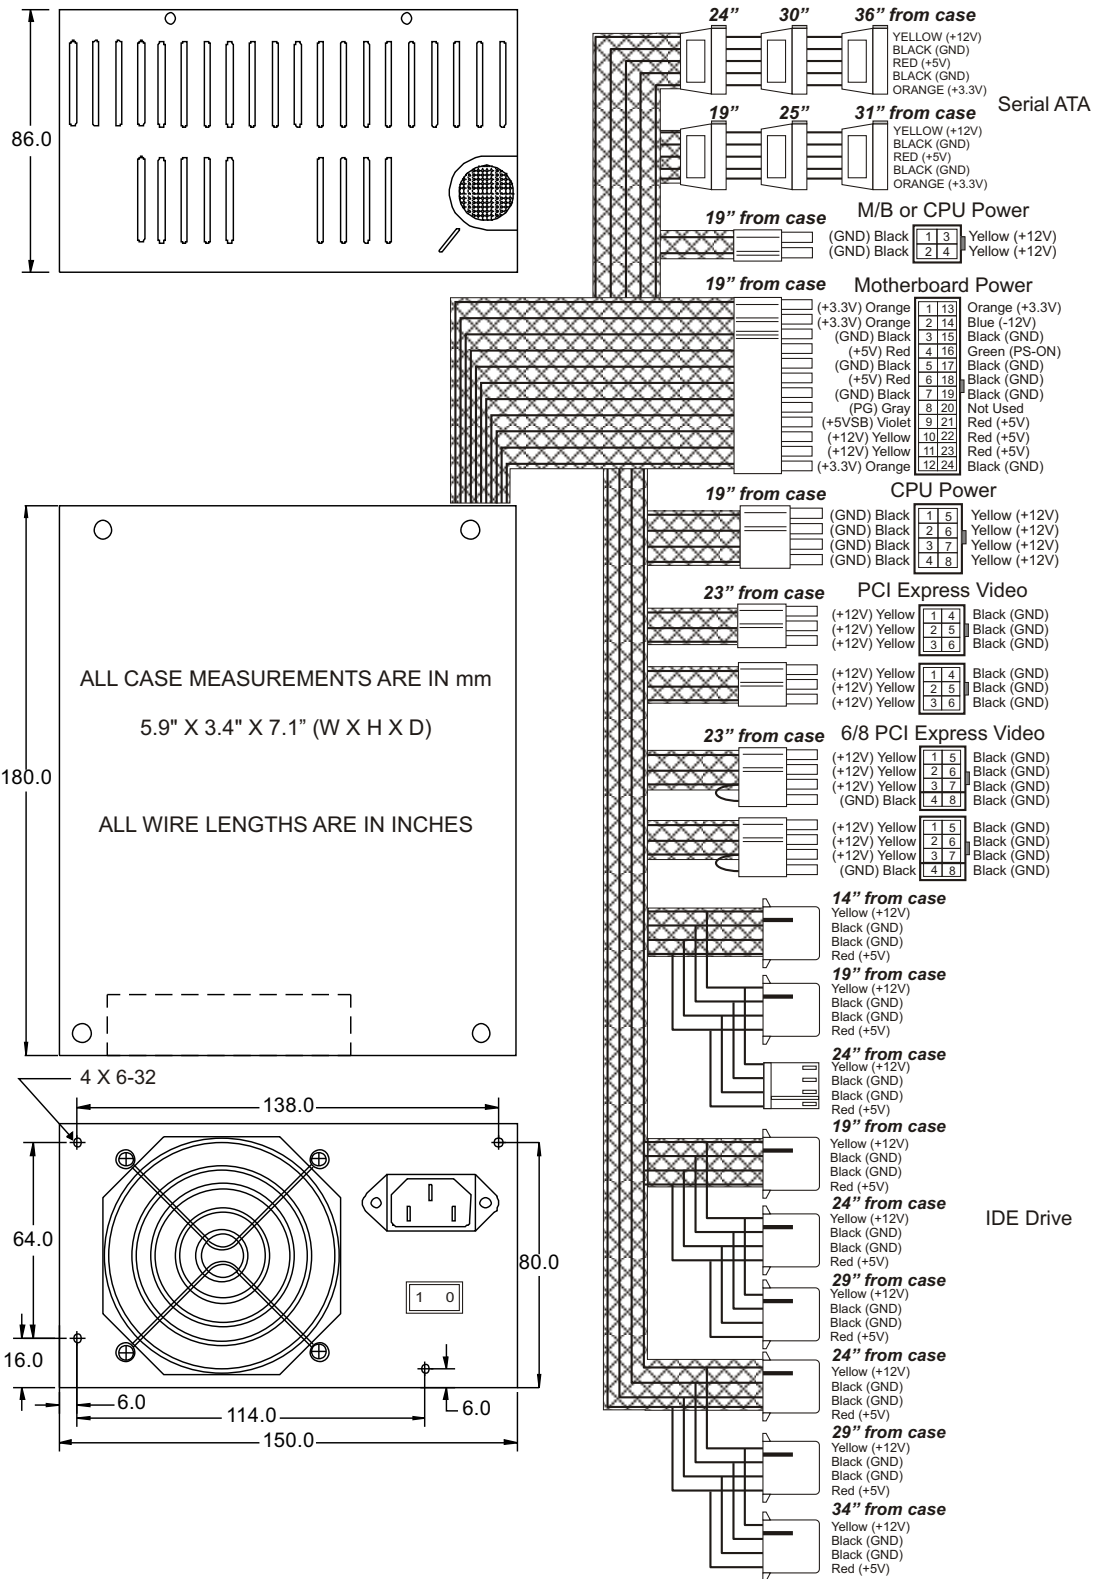 86.0
180.0
ALL CASE MEASUREMENTS ARE IN mm
5.9" X 3.4" X 7.1” (W X H X D)
ALL WIRE LENGTHS ARE IN INCHES
4 X 6-32
138.0
64.0
80.0
1 0
16.0
6.0
114.0
6.0
150.0
24” 30” 36” from case
YELLOW (+12V)
BLACK (GND)
RED (+5V)
BLACK (GND)
ORANGE (+3.3V)
Serial ATA
19” 25” 31” from case
YELLOW (+12V)
BLACK (GND)
RED (+5V)
BLACK (GND)
ORANGE (+3.3V)
19” from case M/B or CPU Power
(GND) Black 1 3 Yellow (+12V)
(GND) Black 2 4 Yellow (+12V)
19” from case Motherboard Power
(+3.3V) Orange 1 13 Orange (+3.3V)
(+3.3V) Orange 2 14 Blue (-12V)
(GND) Black 3 15 Black (GND)
(+5V) Red 4 16 Green (PS-ON)
(GND) Black 5 17 Black (GND)
(+5V) Red 6 18 Black (GND)
(GND) Black 7 19 Black (GND)
(PG) Gray 8 20 Not Used
(+5VSB) Violet 9 21 Red (+5V)
(+12V) Yellow 10 22 Red (+5V)
(+12V) Yellow 11 23 Red (+5V)
(+3.3V) Orange 12 24 Black (GND)
19” from case CPU Power
(GND) Black 1 5 Yellow (+12V)
(GND) Black 2 6 Yellow (+12V)
(GND) Black 3 7 Yellow (+12V)
(GND) Black 4 8 Yellow (+12V)
23” from case PCI Express Video
(+12V) Yellow 1 4 Black (GND)
(+12V) Yellow 2 5 Black (GND)
(+12V) Yellow 3 6 Black (GND)
(+12V) Yellow 1 4 Black (GND)
(+12V) Yellow 2 5 Black (GND)
(+12V) Yellow 3 6 Black (GND)
23” from case 6/8 PCI Express Video
(+12V) Yellow 1 5 Black (GND)
(+12V) Yellow 2 6 Black (GND)
(+12V) Yellow 3 7 Black (GND)
(GND) Black 4 8 Black (GND)
(+12V) Yellow 1 5 Black (GND)
(+12V) Yellow 2 6 Black (GND)
(+12V) Yellow 3 7 Black (GND)
(GND) Black 4 8 Black (GND)
14” from case
Yellow (+12V)
Black (GND)
Black (GND)
Red (+5V)
19” from case
Yellow (+12V)
Black (GND)
Black (GND)
Red (+5V)
24” from case
Yellow (+12V)
Black (GND)
Black (GND)
Red (+5V)
19” from case
Yellow (+12V)
Black (GND)
Black (GND)
Red (+5V)
24” from case
Yellow (+12V)
Black (GND)
Black (GND)
Red (+5V)
IDE Drive
29” from case
Yellow (+12V)
Black (GND)
Black (GND)
Red (+5V)
24” from case
Yellow (+12V)
Black (GND)
Black (GND)
Red (+5V)
29” from case
Yellow (+12V)
Black (GND)
Black (GND)
Red (+5V)
34” from case
Yellow (+12V)
Black (GND)
Black (GND)
Red (+5V)